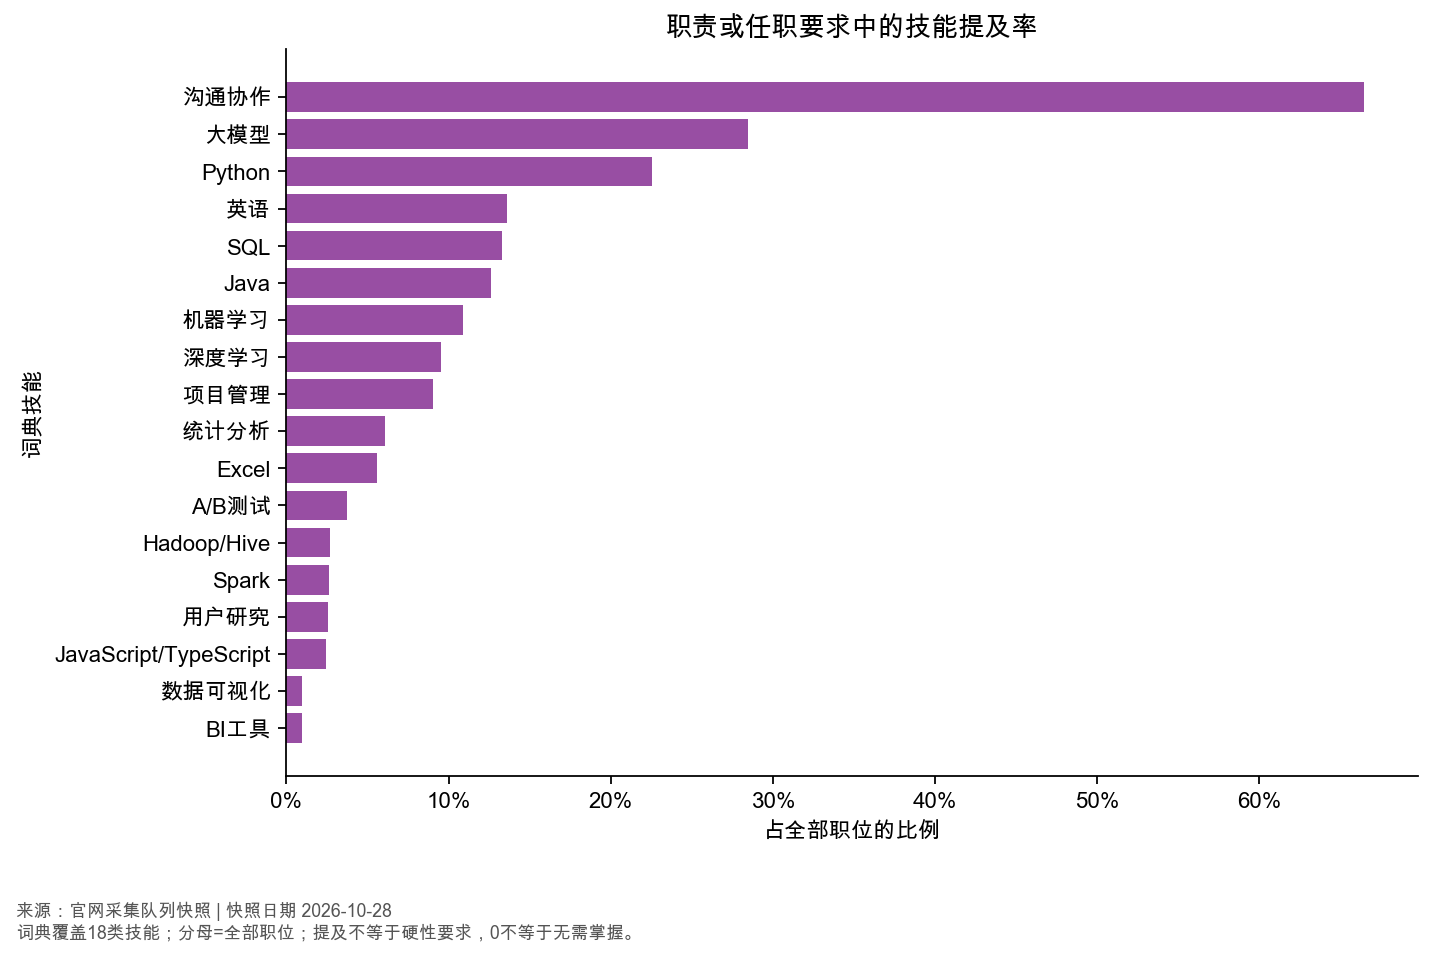 职责或任职要求中的技能提及率
词典技能
沟通协作
大模型
Python
英语
SQL
Java
机器学习
深度学习
项目管理
统计分析
Excel
A/B测试
Hadoop/Hive
Spark
用户研究
JavaScript/TypeScript
数据可视化
BI工具
0% 10% 20% 30% 40% 50% 60%
占全部职位的比例
来源：官网采集队列快照 | 快照日期 2026-10-28
词典覆盖18类技能；分母=全部职位；提及不等于硬性要求，0不等于无需掌握。